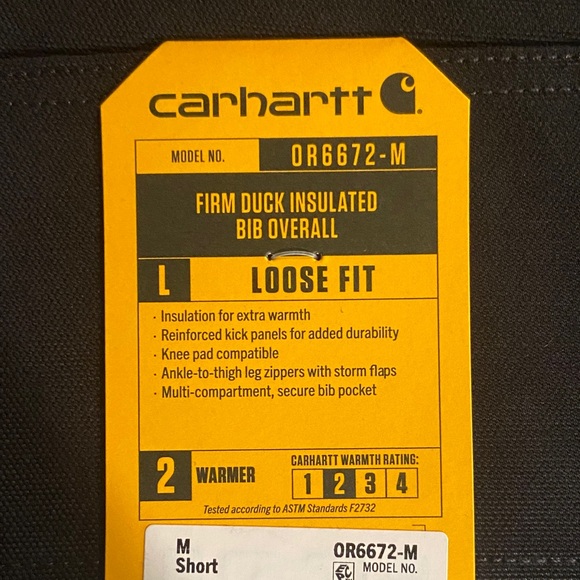 carhartt
MODEL NO. OR6672-M
FIRM DUCK INSULATED
BIB OVERALL
L LOOSE FIT
· Insulation for extra warmth
· Reinforced kick panels for added durability
· Knee pad compatible
· Ankle-to-thigh leg zippers with storm flaps
· Multi-compartment, secure bib pocket
2 WARMER
CARHARTT WARMTH RATING:
1 2 3 4
Tested according to ASTM Standards F2732
M OR6672-M
Short MODEL NO.